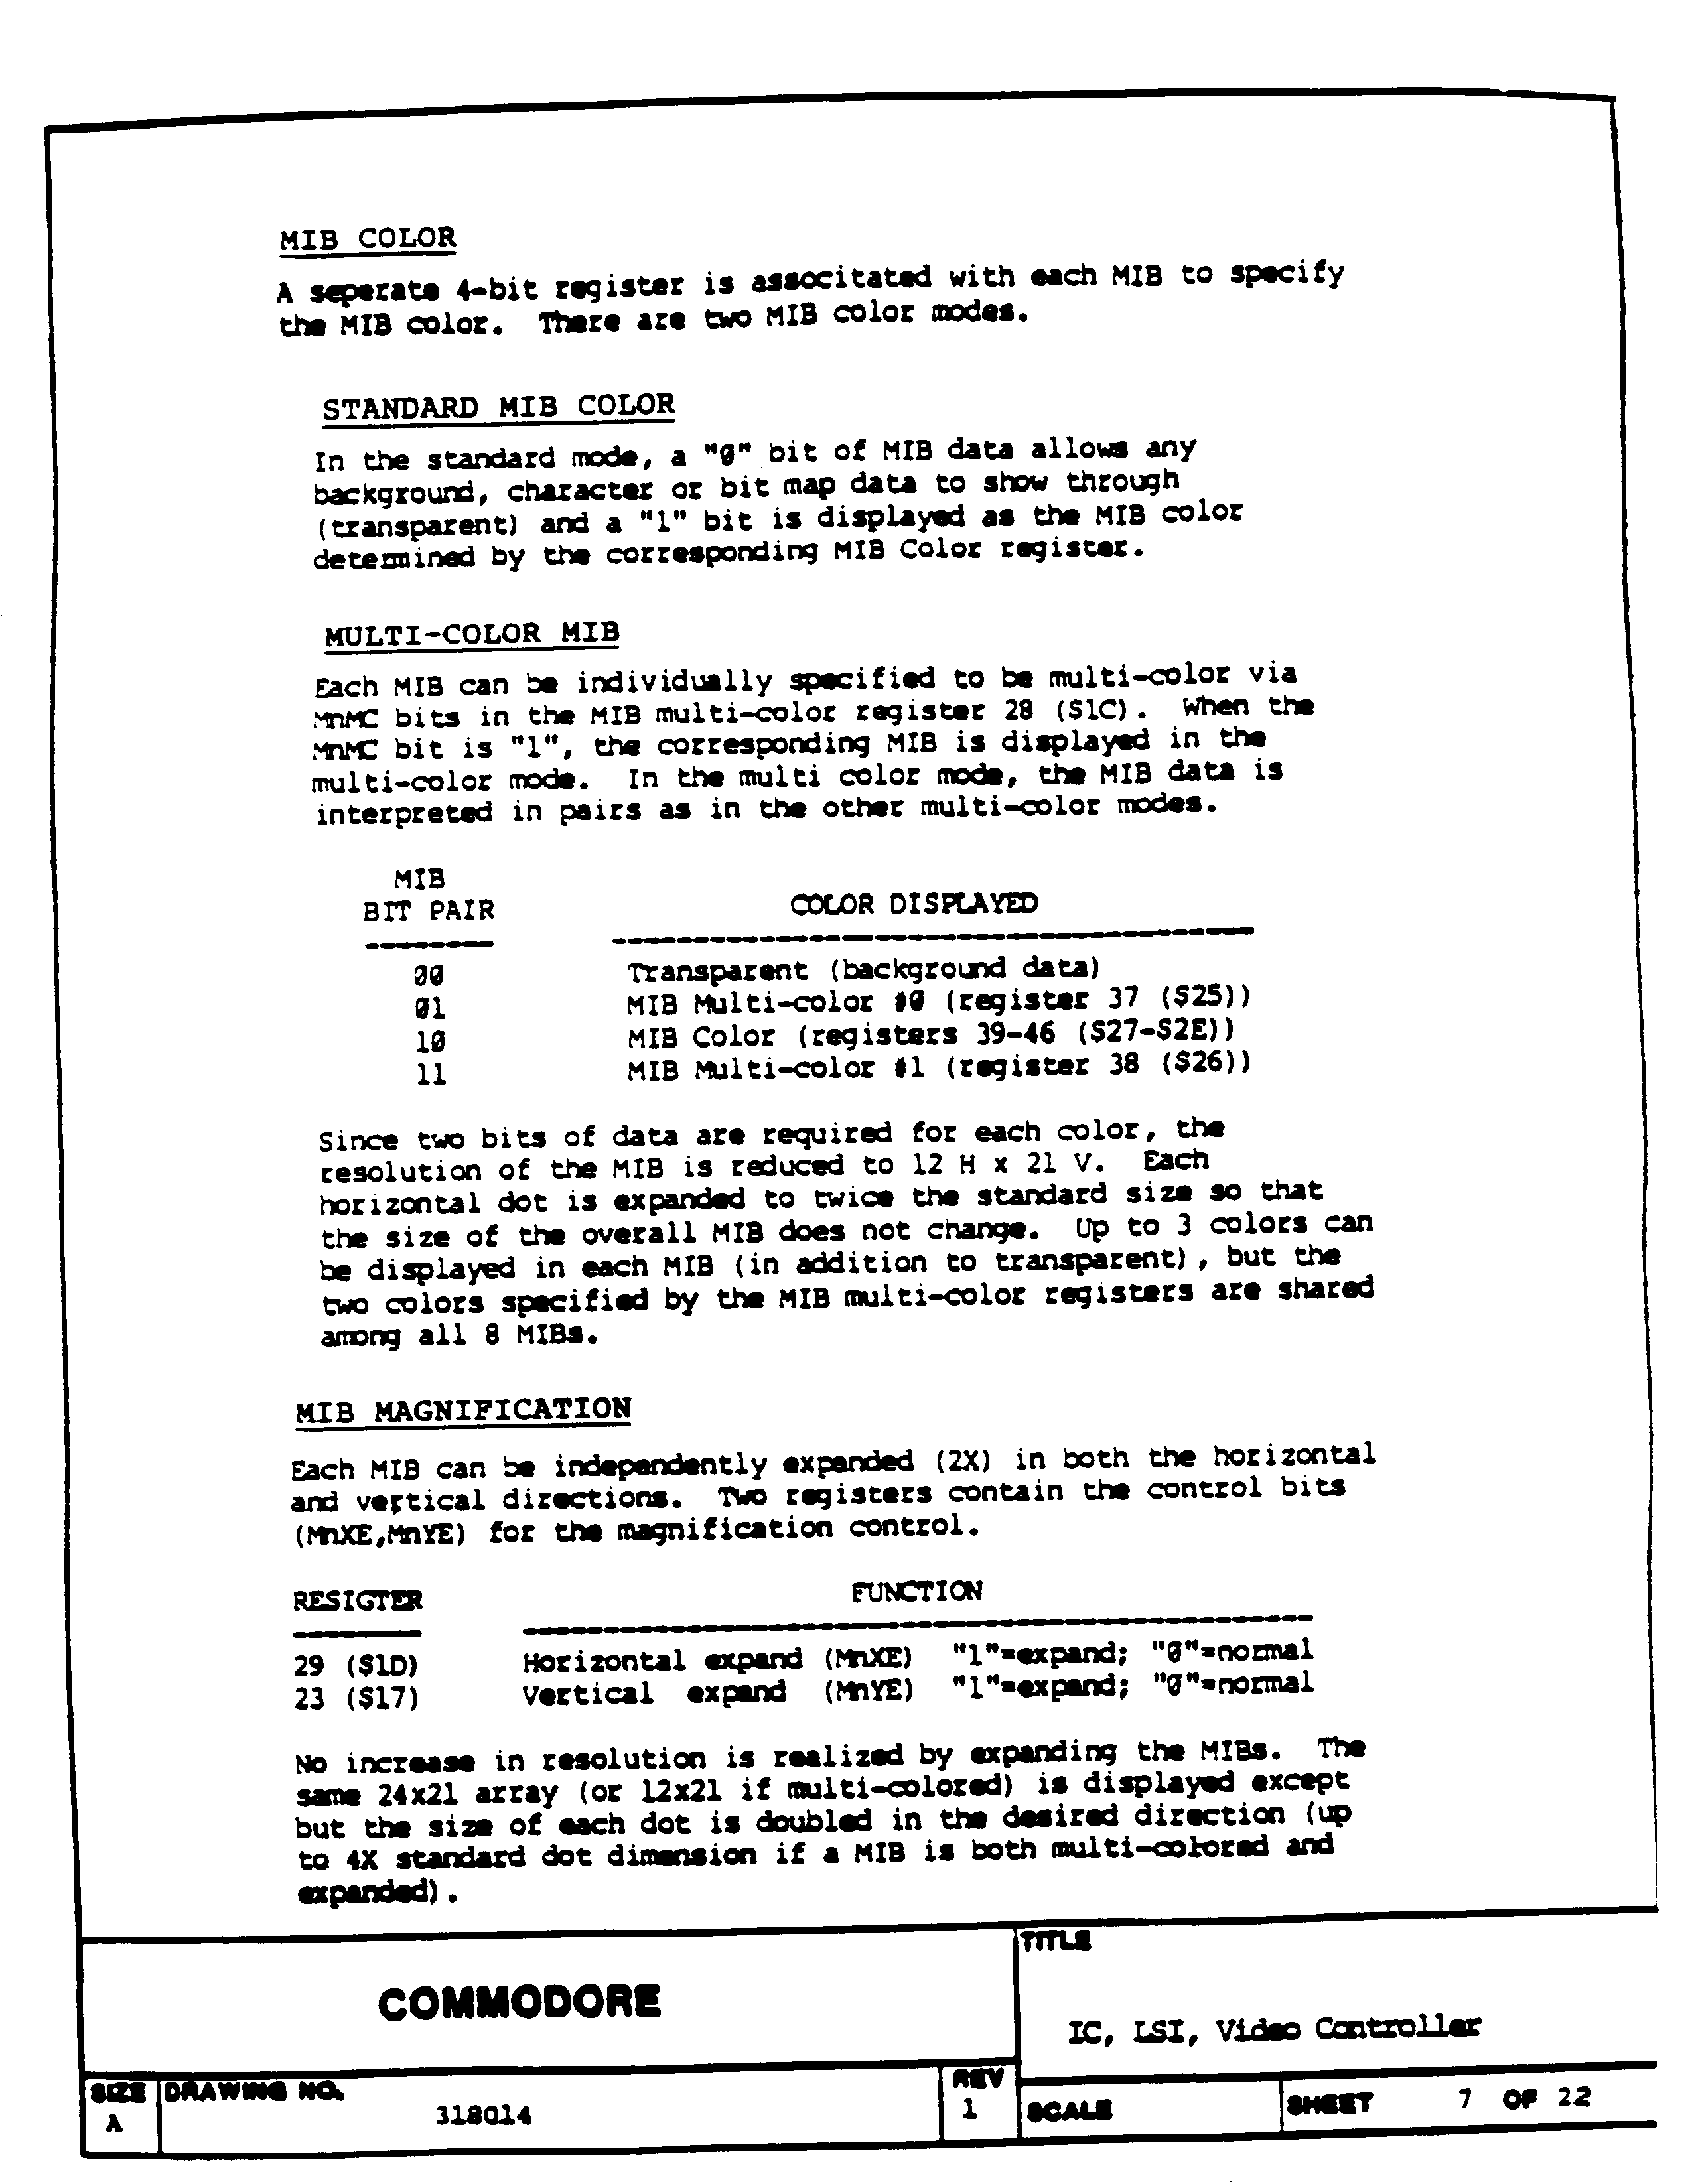 MIB COLOR
A seperate 4-bit register is associtated with each MIB to specify
the MIB color.  There are two MIB color modes.
STANDARD MIB COLOR
In the standard mode, a "0" bit of MIB data allows any
background, character or bit map data to show through
(transparent) and a "1" bit is displayed as the MIB color
determined by the corresponding MIB Color register.
MULTI-COLOR MIB
Each MIB can be individually specified to be multi-color via
MnMC bits in the MIB multi-color register 28 ($1C).  When the
MnMC bit is "1", the corresponding MIB is displayed in the
multi-color mode.  In the multi color mode, the MIB data is
interpreted in pairs as in the other multi-color modes.
MIB
BIT PAIR    COLOR DISPLAYED
00    Transparent (background data)
01    MIB Multi-color #0 (register 37 ($25))
10    MIB Color (registers 39-46 ($27-$2E))
11    MIB Multi-color #1 (register 38 ($26))
Since two bits of data are required for each color, the
resolution of the MIB is reduced to 12 H x 21 V.  Each
horizontal dot is expanded to twice the standard size so that
the size of the overall MIB does not change.  Up to 3 colors can
be displayed in each MIB (in addition to transparent), but the
two colors specified by the MIB multi-color registers are shared
among all 8 MIBs.
MIB MAGNIFICATION
Each MIB can be independently expanded (2X) in both the horizontal
and vertical directions.  Two registers contain the control bits
(MnXE,MnYE) for the magnification control.
RESIGTER    FUNCTION
29 ($1D)    Horizontal expand (MnXE)  "1"=expand; "0"=normal
23 ($17)    Vertical  expand  (MnYE)  "1"=expand; "0"=normal
No increase in resolution is realized by expanding the MIBs.  The
same 24x21 array (or 12x21 if multi-colored) is displayed except
but the size of each dot is doubled in the desired direction (up
to 4X standard dot dimension if a MIB is both multi-colored and
expanded).
COMMODORE
TITLE
IC, LSI, Video Controller
SIZE
A
DRAWING NO.
318014
REV
1
SCALE
SHEET 7 OF 22